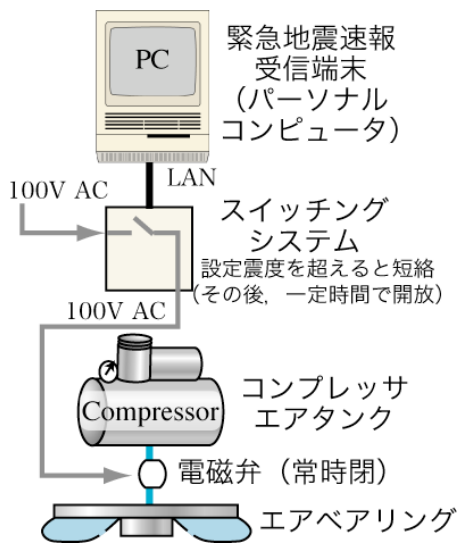 PC
緊急地震速報
受信端末
(パーソナル
コンピュータ)
LAN
100V AC
スイッチング
システム
設定震度を超えると短絡
(その後,一定時間で開放)
100V AC
コンプレッサ
エアタンク
Compressor
電磁弁(常時閉)
エアベアリング